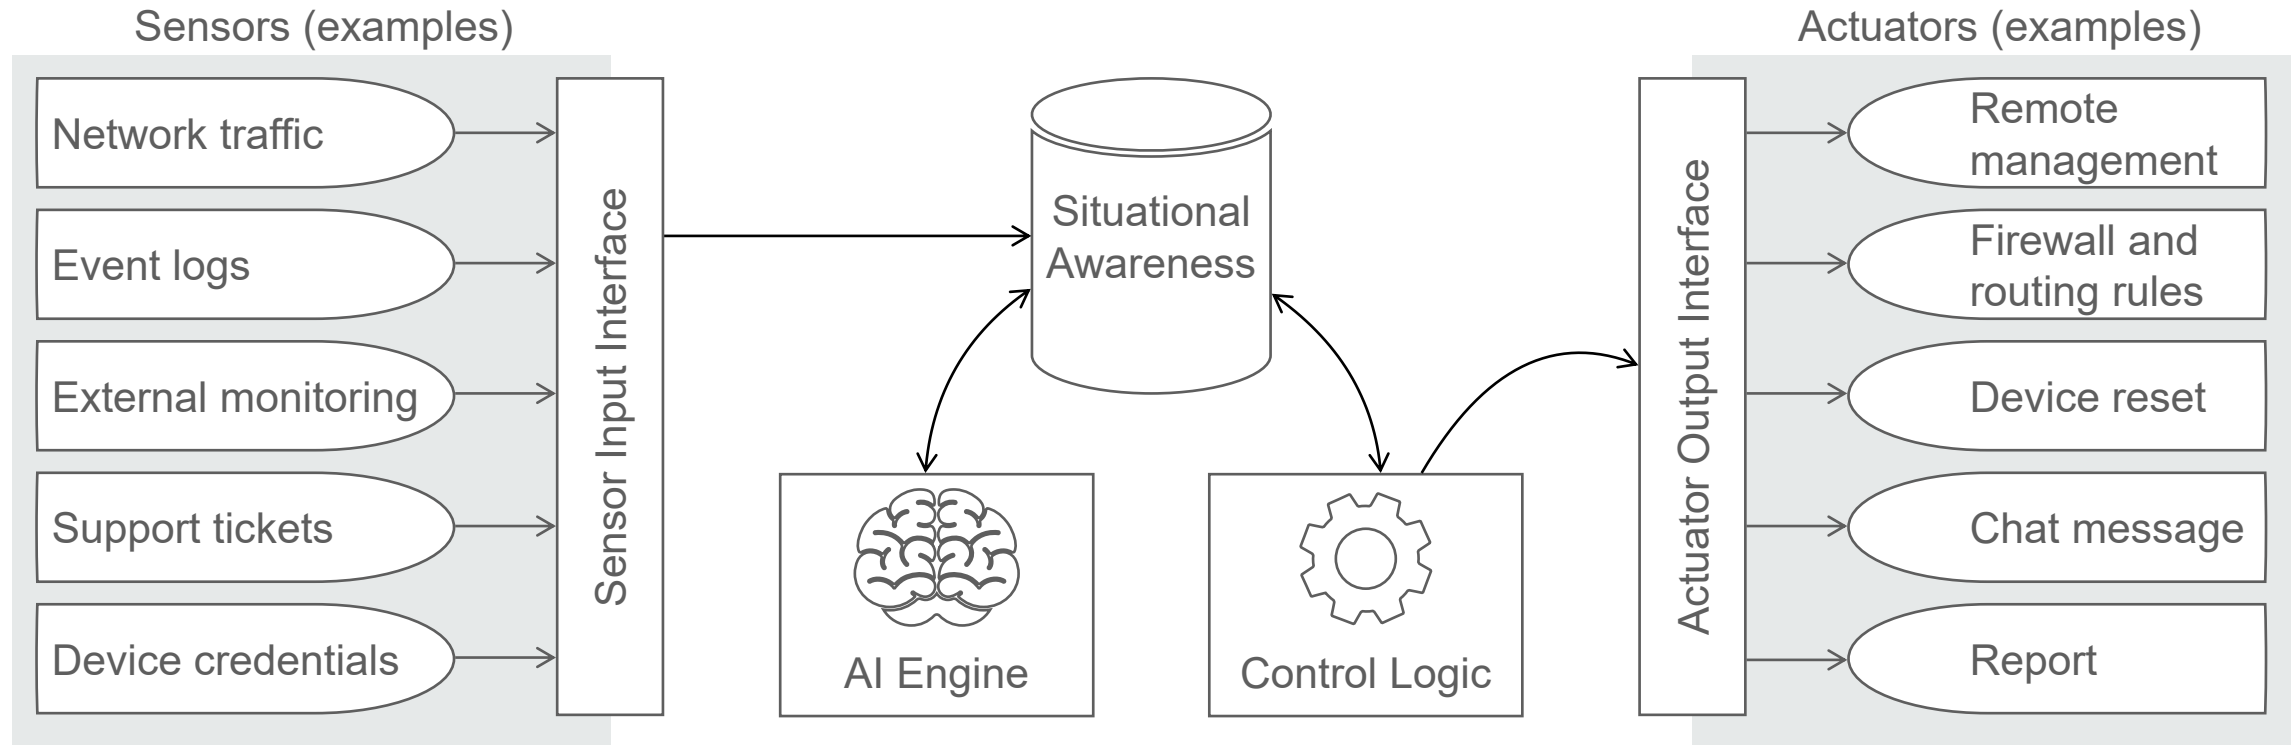 Sensors (examples)
Network traffic
Event logs
External monitoring
Support tickets
Device credentials
Sensor Input Interface
Situational
Awareness
AI Engine
Control Logic
Actuator Output Interface
Actuators (examples)
Remote
management
Firewall and
routing rules
Device reset
Chat message
Report